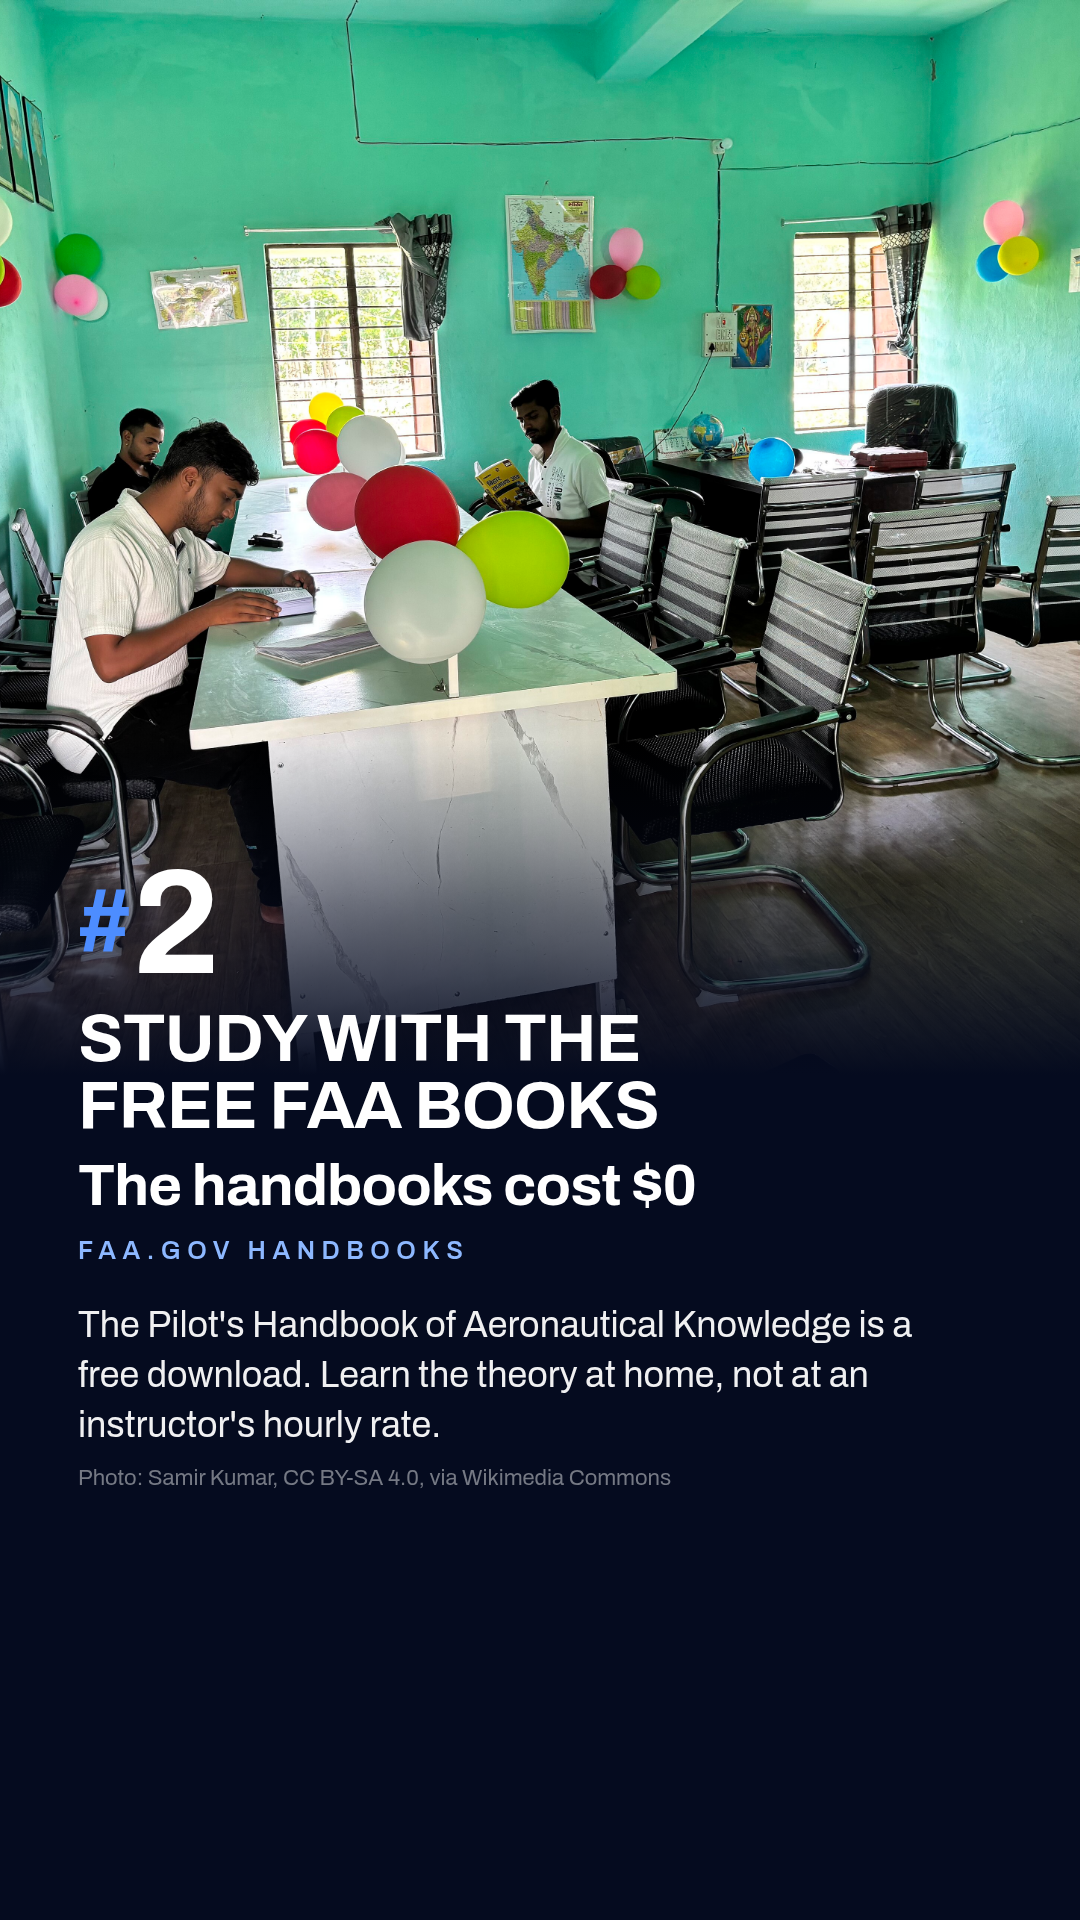 #2
STUDY WITH THE
FREE FAA BOOKS
The handbooks cost $0
FAA.GOV HANDBOOKS
The Pilot's Handbook of Aeronautical Knowledge is a
free download. Learn the theory at home, not at an
instructor's hourly rate.
Photo: Samir Kumar, CC BY-SA 4.0, via Wikimedia Commons